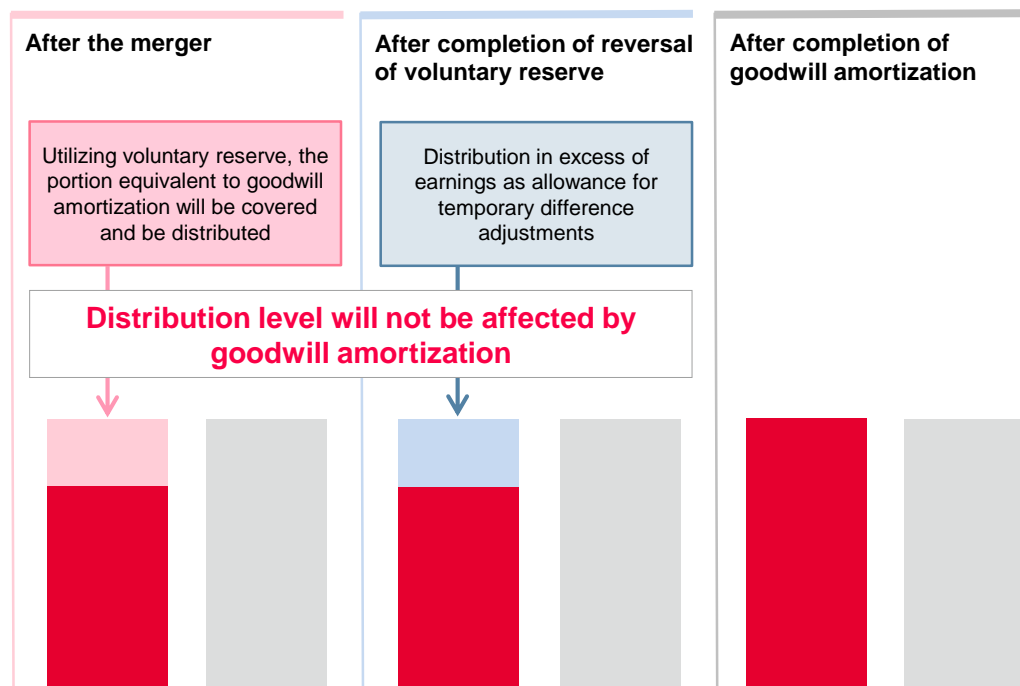 After the merger
Utilizing voluntary reserve, the
portion equivalent to goodwill
amortization will be covered
and be distributed
After completion of reversal
of voluntary reserve
Distribution in excess of
earnings as allowance for
temporary difference
adjustments
After completion of
goodwill amortization
Distribution level will not be affected by
goodwill amortization